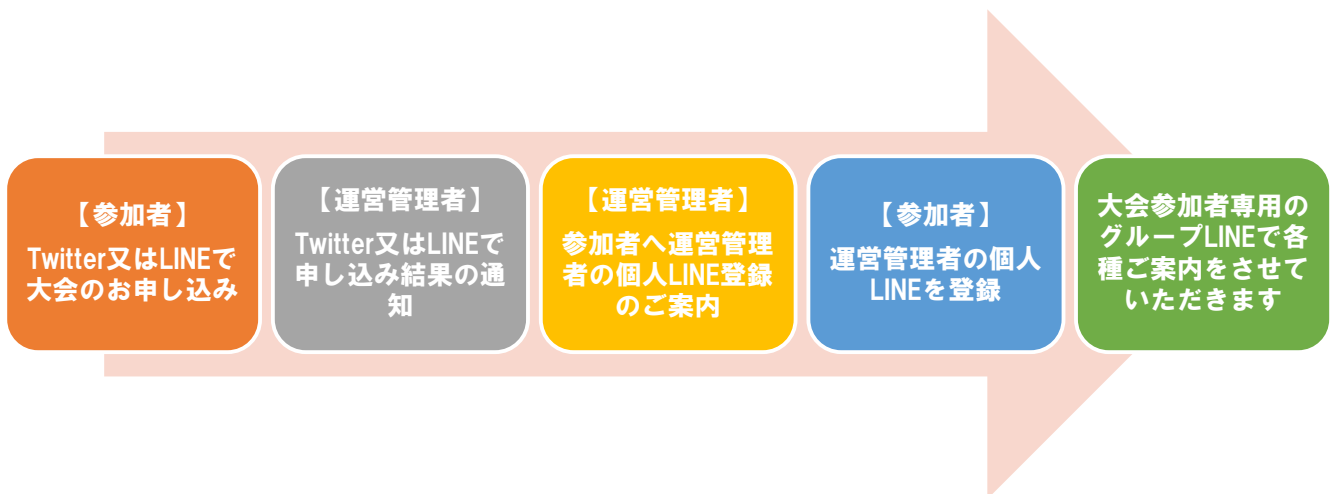 【参加者】
Twitter又はLINEで
大会のお申し込み
【運営管理者】
Twitter又はLINEで
申し込み結果の通
知
【運営管理者】
参加者へ運営管理
者の個人LINE登録
のご案内
【参加者】
運営管理者の個人
LINEを登録
大会参加者専用の
グループLINEで各
種ご案内をさせて
いただきます